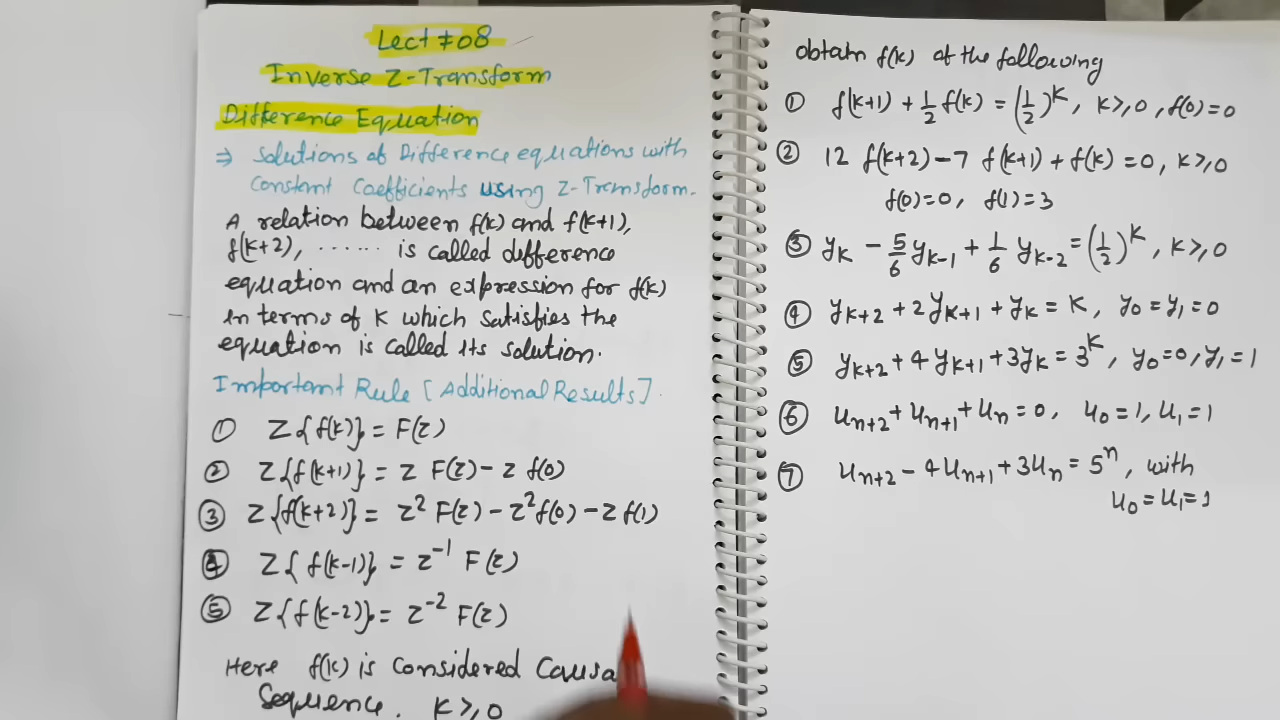 Lect # 08
Inverse Z-Transform
Difference Equation
⇒ Solutions of Difference equations with
Constant Coefficients using Z-Transform.
A relation between f(k) and f(k+1),
f(k+2), ...... is called difference
equation and an expression for f(k)
in terms of k which satisfies the
equation is called its solution.
Important Rule [Additional Results].
① Z{f(k)} = F(z)
② Z{f(k+1)} = z F(z) - z f(0)
③ Z{f(k+2)} = z² F(z) - z² f(0) - z f(1)
④ Z{f(k-1)} = z⁻¹ F(z)
⑤ Z{f(k-2)} = z⁻² F(z)
Here f(k) is Considered Causa
Sequence. k ≥ 0
obtain f(k) of the following
① f(k+1) + 1/2 f(k) = (1/2)^k, k ≥ 0, f(0) = 0
② 12 f(k+2) - 7 f(k+1) + f(k) = 0, k ≥ 0
f(0) = 0, f(1) = 3
③ y_k - 5/6 y_{k-1} + 1/6 y_{k-2} = (1/2)^k, k ≥ 0
④ y_{k+2} + 2y_{k+1} + y_k = k, y₀ = y₁ = 0
⑤ y_{k+2} + 4 y_{k+1} + 3y_k = 3^k, y₀ = 0, y₁ = 1
⑥ u_{n+2} + u_{n+1} + u_n = 0, u₀ = 1, u₁ = 1
⑦ u_{n+2} - 4u_{n+1} + 3u_n = 5^n, with
u₀ = u₁ = 1